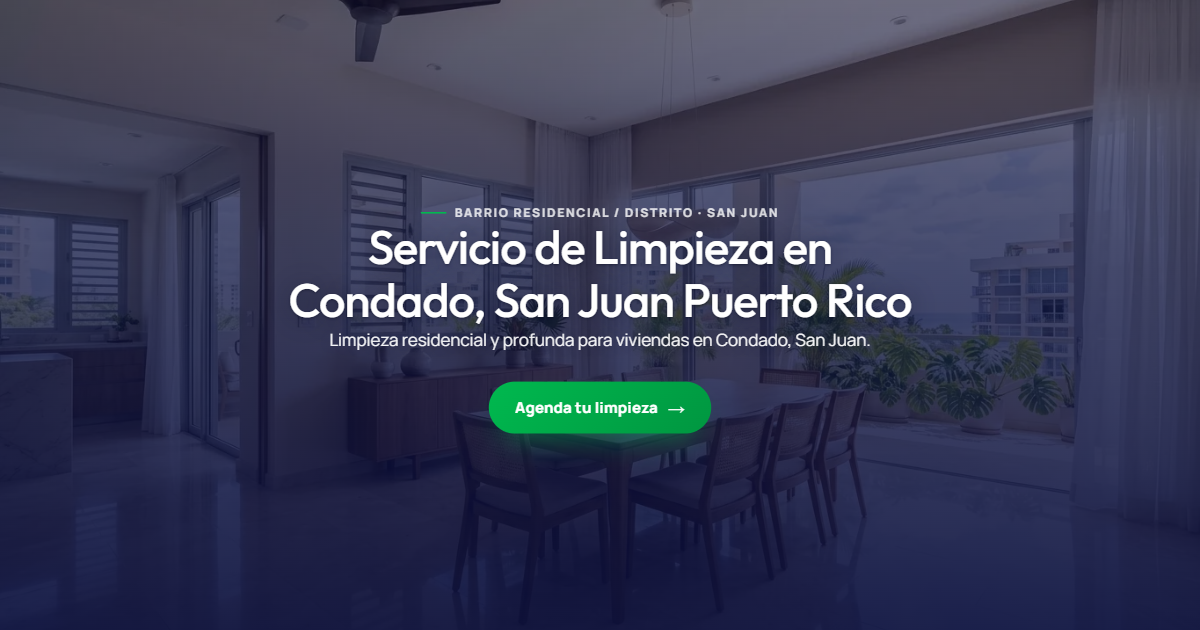 BARRIO RESIDENCIAL / DISTRITO · SAN JUAN
Servicio de Limpieza en
Condado, San Juan Puerto Rico
Limpieza residencial y profunda para viviendas en Condado, San Juan.
Agenda tu limpieza →